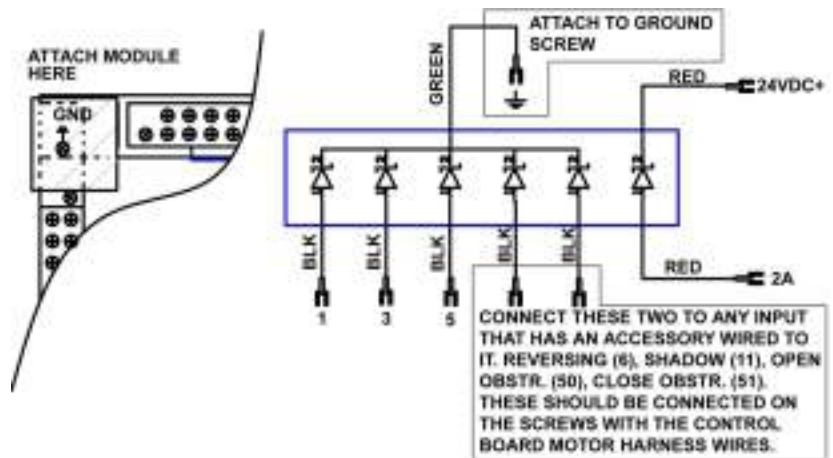 ATTACH MODULE
HERE
GND
GREEN
ATTACH TO GROUND
SCREW
RED
24VDC+
BLK
BLK
BLK
BLK
BLK
RED
2A
1
3
5
CONNECT THESE TWO TO ANY INPUT
THAT HAS AN ACCESSORY WIRED TO
IT. REVERSING (6), SHADOW (11), OPEN
OBSTR. (50), CLOSE OBSTR. (51).
THESE SHOULD BE CONNECTED ON
THE SCREWS WITH THE CONTROL
BOARD MOTOR HARNESS WIRES.